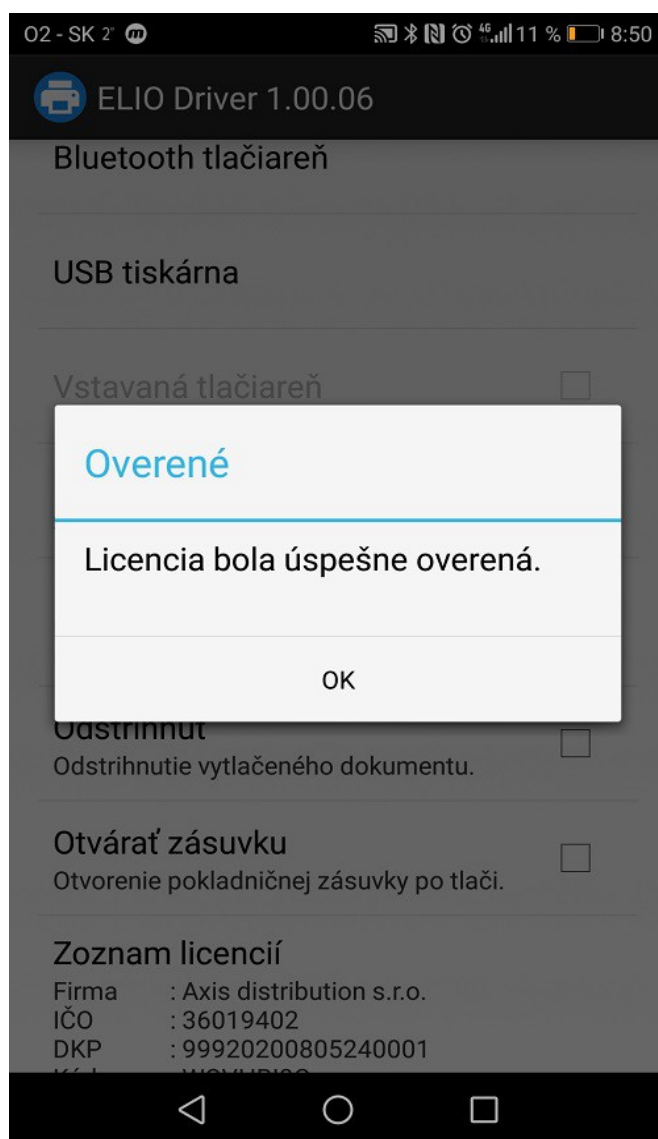 O2 - SK 2" m 4G 11 % 8:50
ELIO Driver 1.00.06
Bluetooth tlačiareň
USB tiskárna
Vstavaná tlačiareň
Overené
Licencia bola úspešne overená.
OK
Odstrihnúť
Odstrihnutie vytlačeného dokumentu.
Otvárať zásuvku
Otvorenie pokladničnej zásuvky po tlači.
Zoznam licencií
Firma : Axis distribution s.r.o.
IČO : 36019402
DKP : 99920200805240001